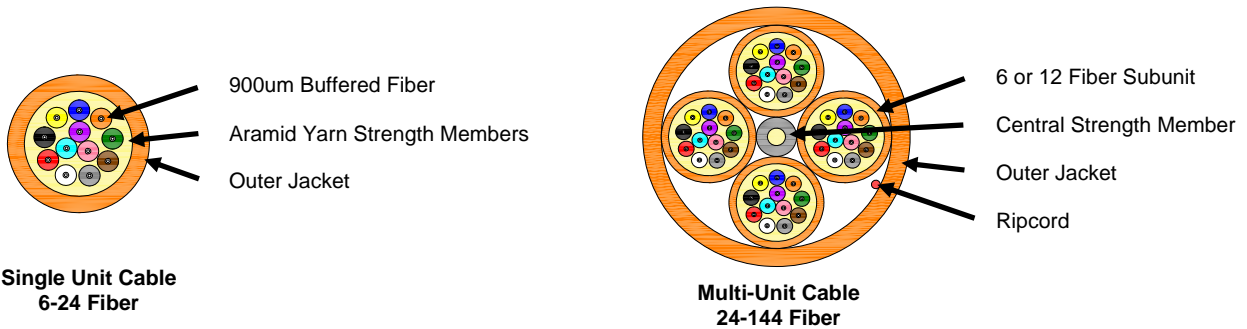 900um Buffered Fiber
Aramid Yarn Strength Members
Outer Jacket
Single Unit Cable
6-24 Fiber
6 or 12 Fiber Subunit
Central Strength Member
Outer Jacket
Ripcord
Multi-Unit Cable
24-144 Fiber